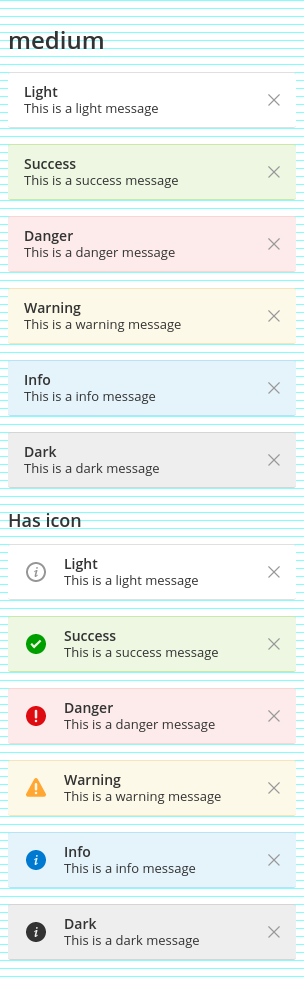 medium
Light
This is a light message
Success
This is a success message
Danger
This is a danger message
Warning
This is a warning message
Info
This is a info message
Dark
This is a dark message
Has icon
Light
This is a light message
Success
This is a success message
Danger
This is a danger message
Warning
This is a warning message
Info
This is a info message
Dark
This is a dark message